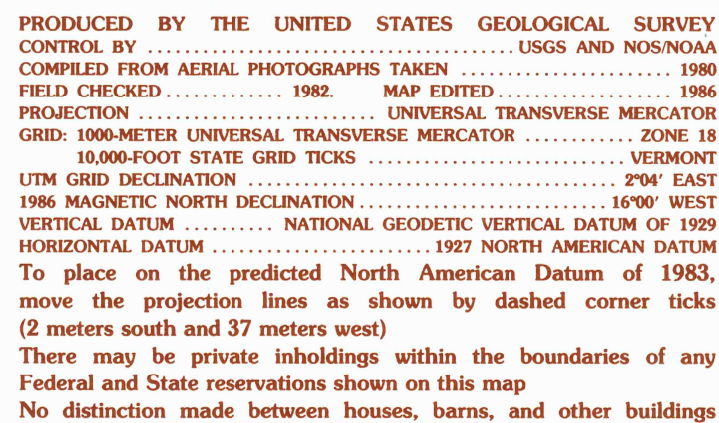 PRODUCED BY THE UNITED STATES GEOLOGICAL SURVEY
CONTROL BY ........................................ USGS AND NOS/NOAA
COMPILED FROM AERIAL PHOTOGRAPHS TAKEN ..................... 1980
FIELD CHECKED ............ 1982. MAP EDITED .................... 1986
PROJECTION ........................ UNIVERSAL TRANSVERSE MERCATOR
GRID: 1000-METER UNIVERSAL TRANSVERSE MERCATOR ........... ZONE 18
10,000-FOOT STATE GRID TICKS .......................... VERMONT
UTM GRID DECLINATION ..................................... 2°04′ EAST
1986 MAGNETIC NORTH DECLINATION ......................... 16°00′ WEST
VERTICAL DATUM .......... NATIONAL GEODETIC VERTICAL DATUM OF 1929
HORIZONTAL DATUM ...................... 1927 NORTH AMERICAN DATUM
To place on the predicted North American Datum of 1983,
move the projection lines as shown by dashed corner ticks
(2 meters south and 37 meters west)
There may be private inholdings within the boundaries of any
Federal and State reservations shown on this map
No distinction made between houses, barns, and other buildings